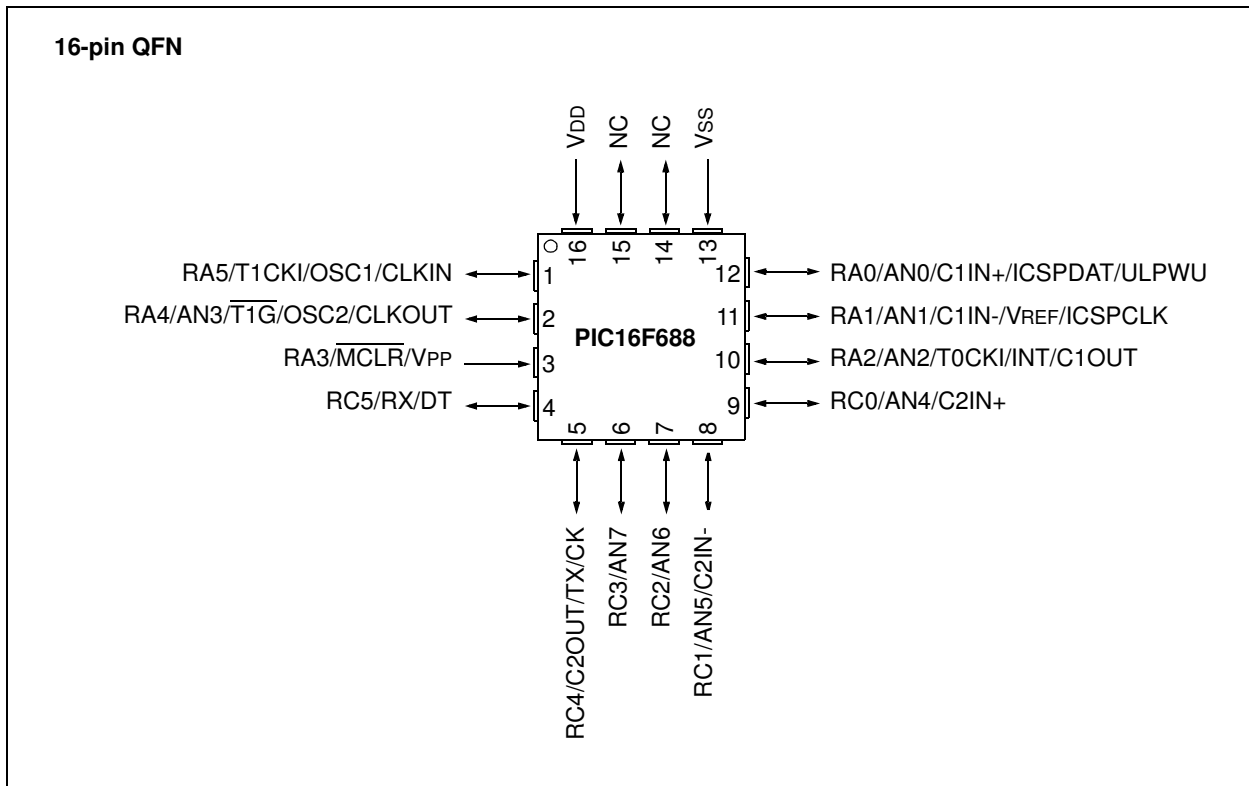 16-pin QFN
VDD
NC
NC
VSS
16
15
14
13
RA5/T1CKI/OSC1/CLKIN
1
12
RA0/AN0/C1IN+/ICSPDAT/ULPWU
RA4/AN3/T1G/OSC2/CLKOUT
2
11
RA1/AN1/C1IN-/VREF/ICSPCLK
PIC16F688
RA3/MCLR/VPP
3
10
RA2/AN2/T0CKI/INT/C1OUT
RC5/RX/DT
4
9
RC0/AN4/C2IN+
5
6
7
8
RC4/C2OUT/TX/CK
RC3/AN7
RC2/AN6
RC1/AN5/C2IN-